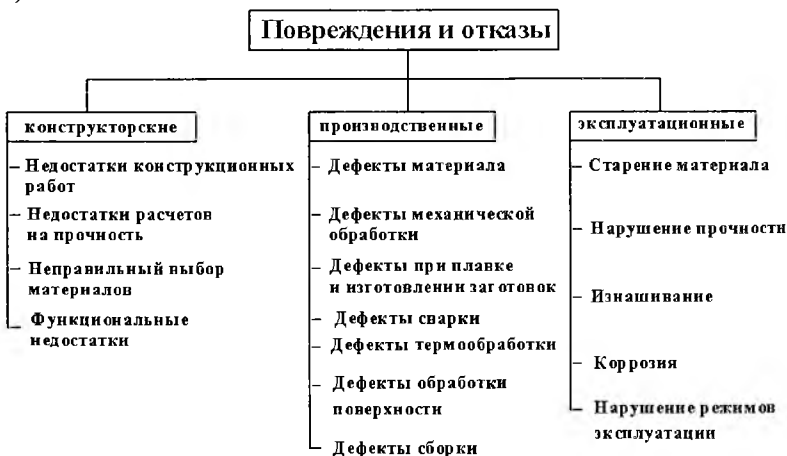 Повреждения и отказы
конструкторские
– Недостатки конструкционных
работ
– Недостатки расчетов
на прочность
– Неправильный выбор
материалов
– Функциональные
недостатки
производственные
– Дефекты материала
– Дефекты механической
обработки
– Дефекты при плавке
и изготовлении заготовок
– Дефекты сварки
– Дефекты термообработки
– Дефекты обработки
поверхности
– Дефекты сборки
эксплуатационные
– Старение материала
– Нарушение прочности
– Изнашивание
– Коррозия
– Нарушение режимов
эксплуатации